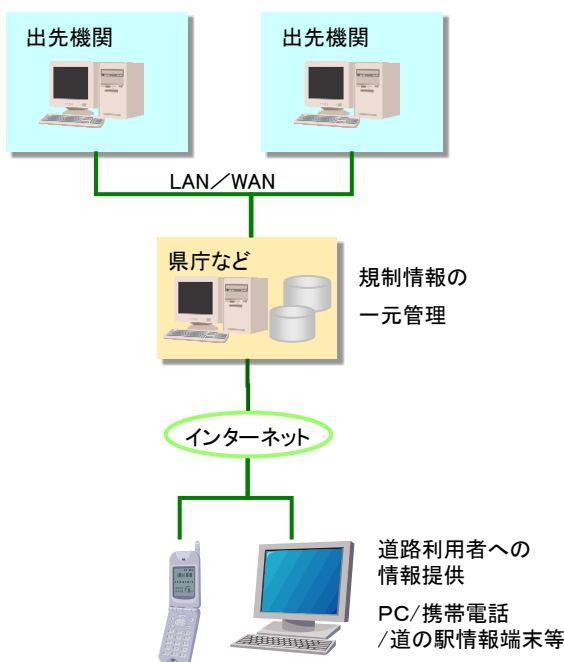 出先機関
出先機関
LAN／WAN
県庁など
規制情報の
一元管理
インターネット
道路利用者への
情報提供
PC/携帯電話
/道の駅情報端末等